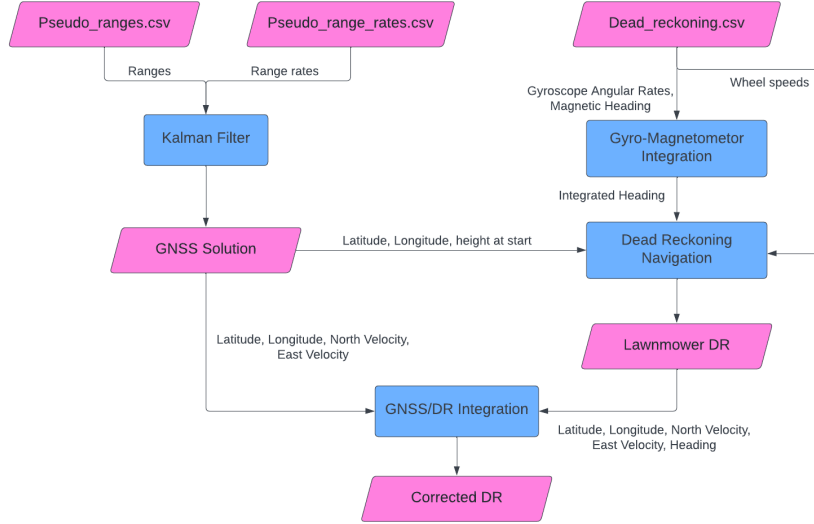 Pseudo_ranges.csv
Pseudo_range_rates.csv
Dead_reckoning.csv
Ranges
Range rates
Wheel speeds
Gyroscope Angular Rates,
Magnetic Heading
Kalman Filter
Gyro-Magnetometor
Integration
Integrated Heading
GNSS Solution
Latitude, Longitude, height at start
Dead Reckoning
Navigation
Latitude, Longitude, North Velocity,
East Velocity
Lawnmower DR
GNSS/DR Integration
Latitude, Longitude, North Velocity,
East Velocity, Heading
Corrected DR